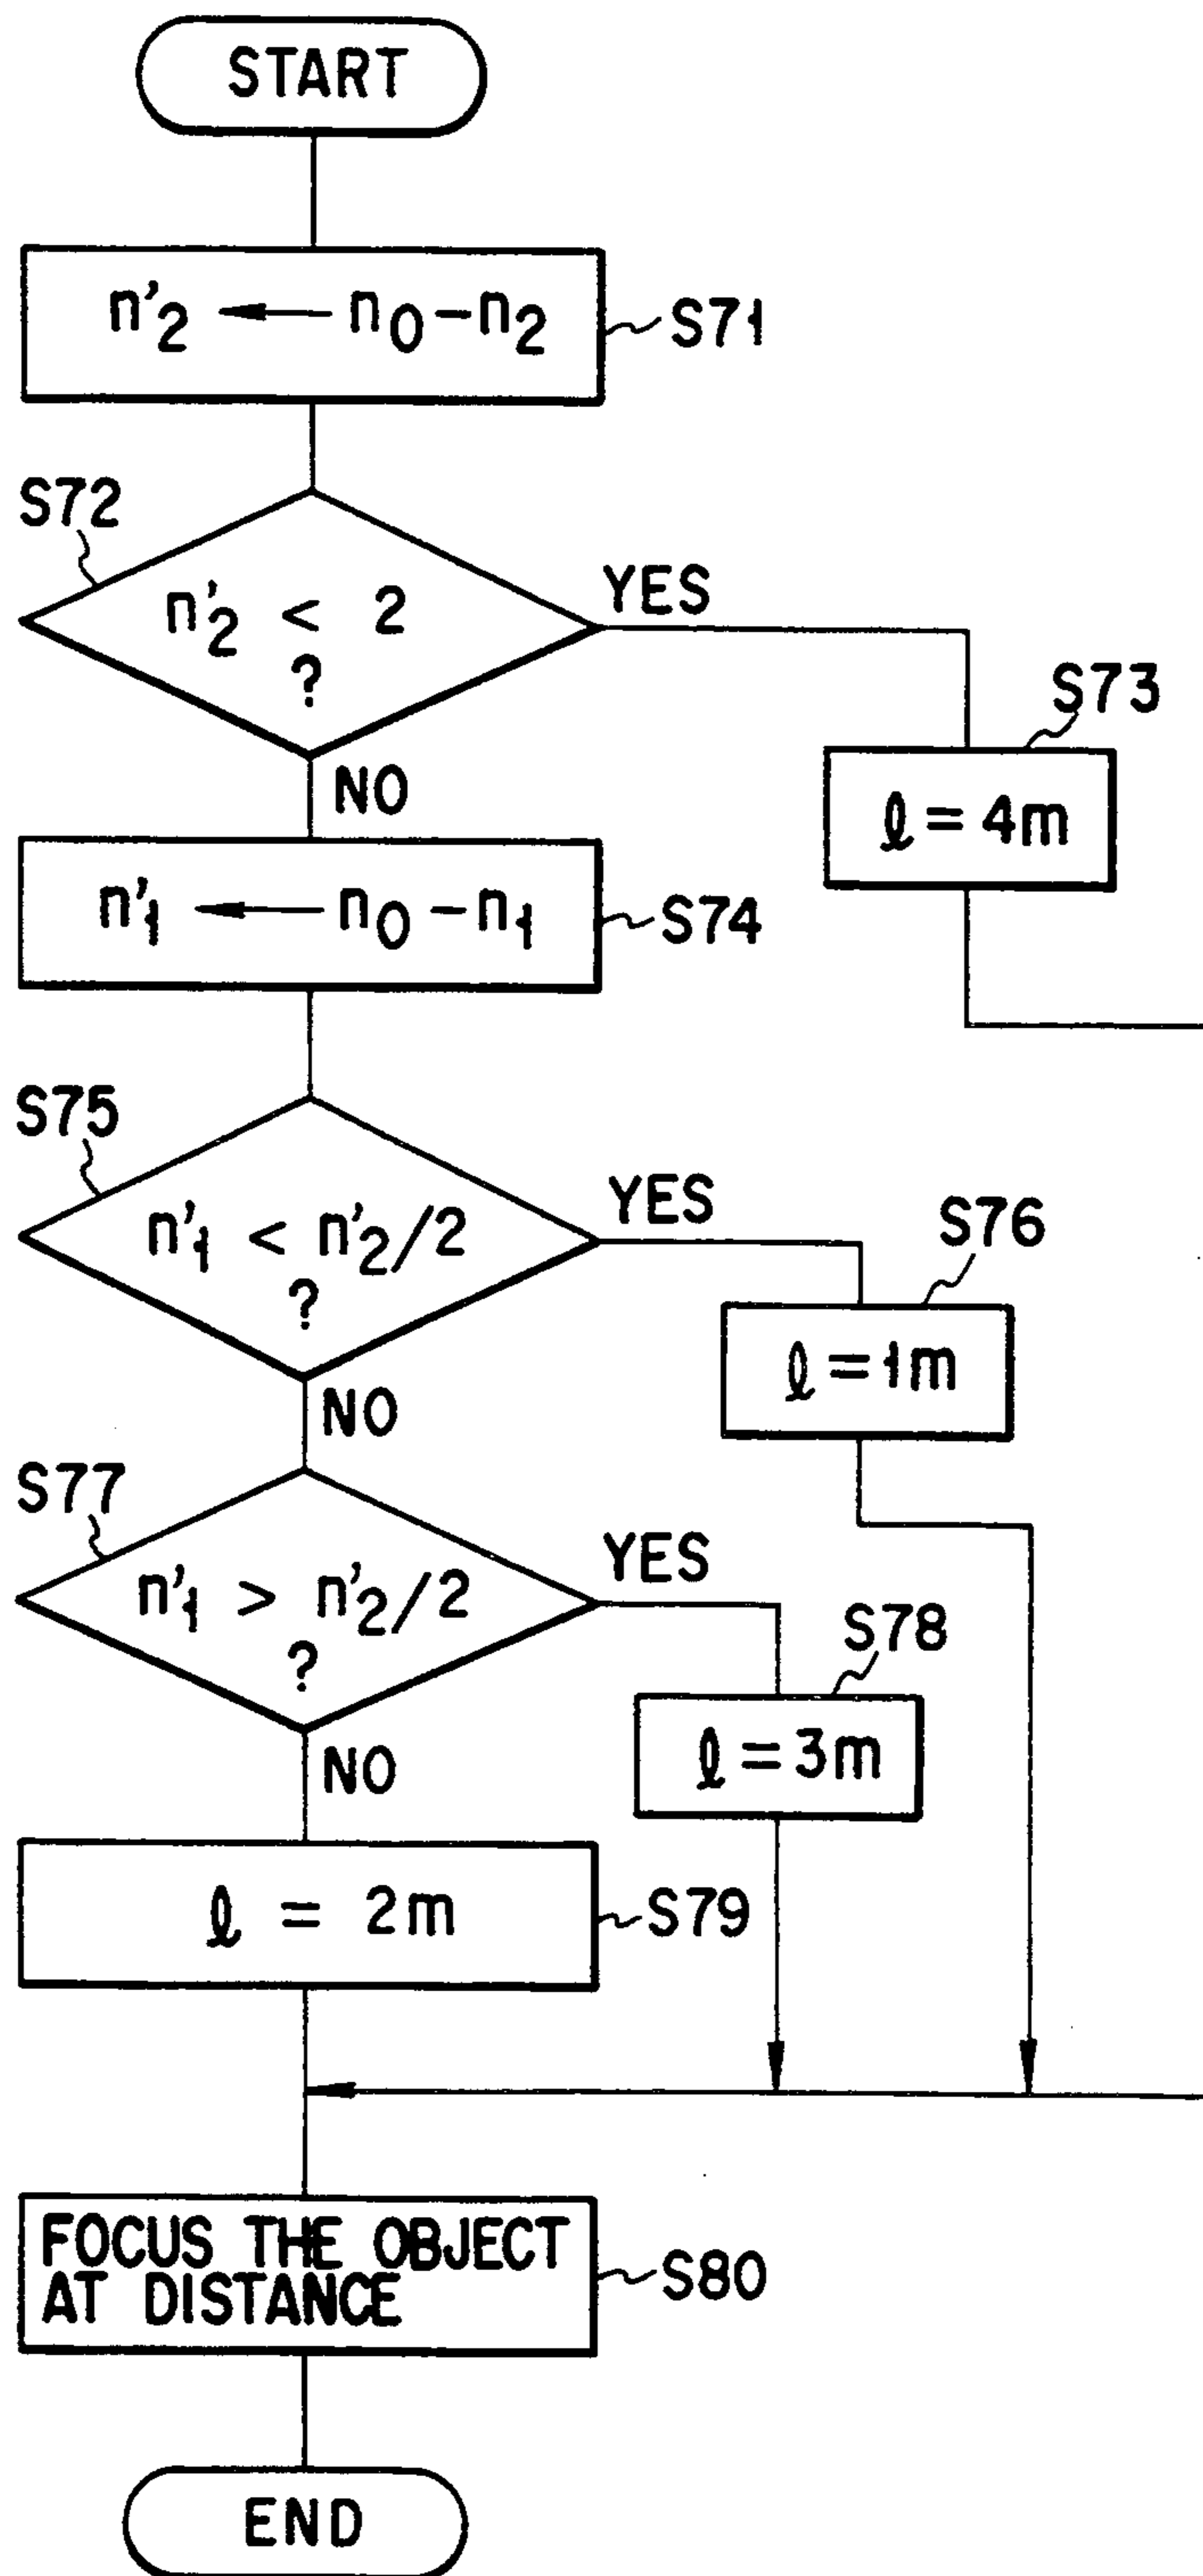 START
n'₂ ← n₀−n₂
S71
S72
n'₂ < 2
?
YES
NO
S73
ℓ = 4m
n'₁ ← n₀−n₁
S74
S75
n'₁ < n'₂/2
?
YES
NO
S76
ℓ = 1m
S77
n'₁ > n'₂/2
?
YES
NO
S78
ℓ = 3m
ℓ = 2m
S79
FOCUS THE OBJECT
AT DISTANCE
S80
END